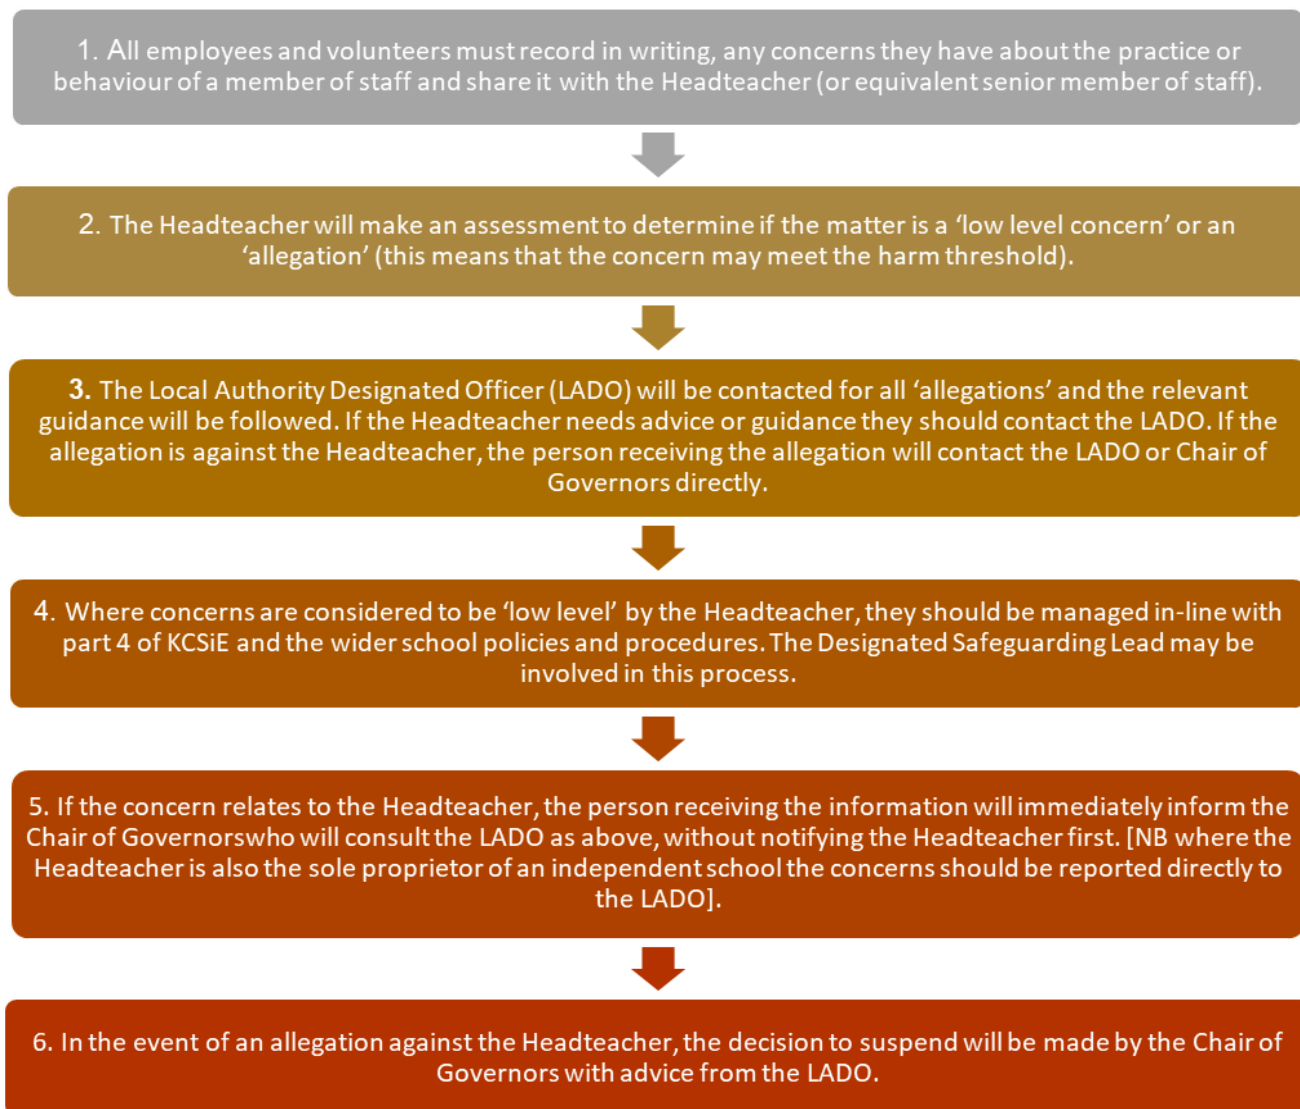 1. All employees and volunteers must record in writing, any concerns they have about the practice or
behaviour of a member of staff and share it with the Headteacher (or equivalent senior member of staff).
2. The Headteacher will make an assessment to determine if the matter is a ‘low level concern’ or an
‘allegation’ (this means that the concern may meet the harm threshold).
3. The Local Authority Designated Officer (LADO) will be contacted for all ‘allegations’ and the relevant
guidance will be followed. If the Headteacher needs advice or guidance they should contact the LADO. If the
allegation is against the Headteacher, the person receiving the allegation will contact the LADO or Chair of
Governors directly.
4. Where concerns are considered to be ‘low level’ by the Headteacher, they should be managed in-line with
part 4 of KCSiE and the wider school policies and procedures. The Designated Safeguarding Lead may be
involved in this process.
5. If the concern relates to the Headteacher, the person receiving the information will immediately inform the
Chair of Governorswho will consult the LADO as above, without notifying the Headteacher first. [NB where the
Headteacher is also the sole proprietor of an independent school the concerns should be reported directly to
the LADO].
6. In the event of an allegation against the Headteacher, the decision to suspend will be made by the Chair of
Governors with advice from the LADO.